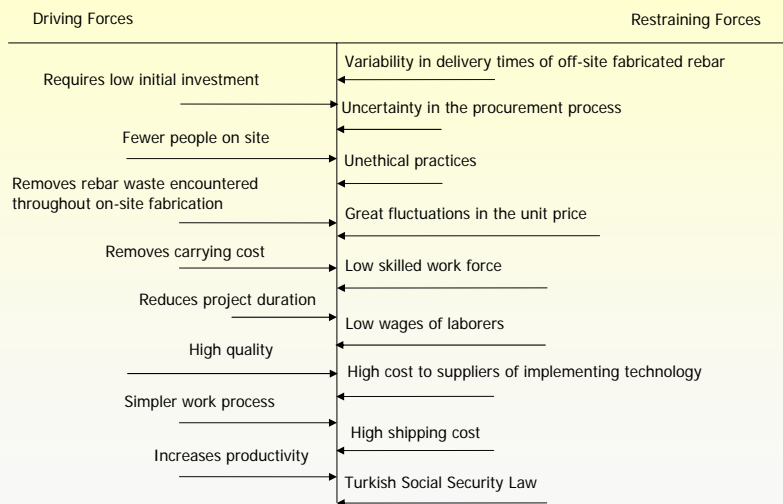 Driving Forces
Restraining Forces
Variability in delivery times of off-site fabricated rebar
Requires low initial investment
Uncertainty in the procurement process
Fewer people on site
Unethical practices
Removes rebar waste encountered
throughout on-site fabrication
Great fluctuations in the unit price
Removes carrying cost
Low skilled work force
Reduces project duration
Low wages of laborers
High quality
High cost to suppliers of implementing technology
Simpler work process
High shipping cost
Increases productivity
Turkish Social Security Law